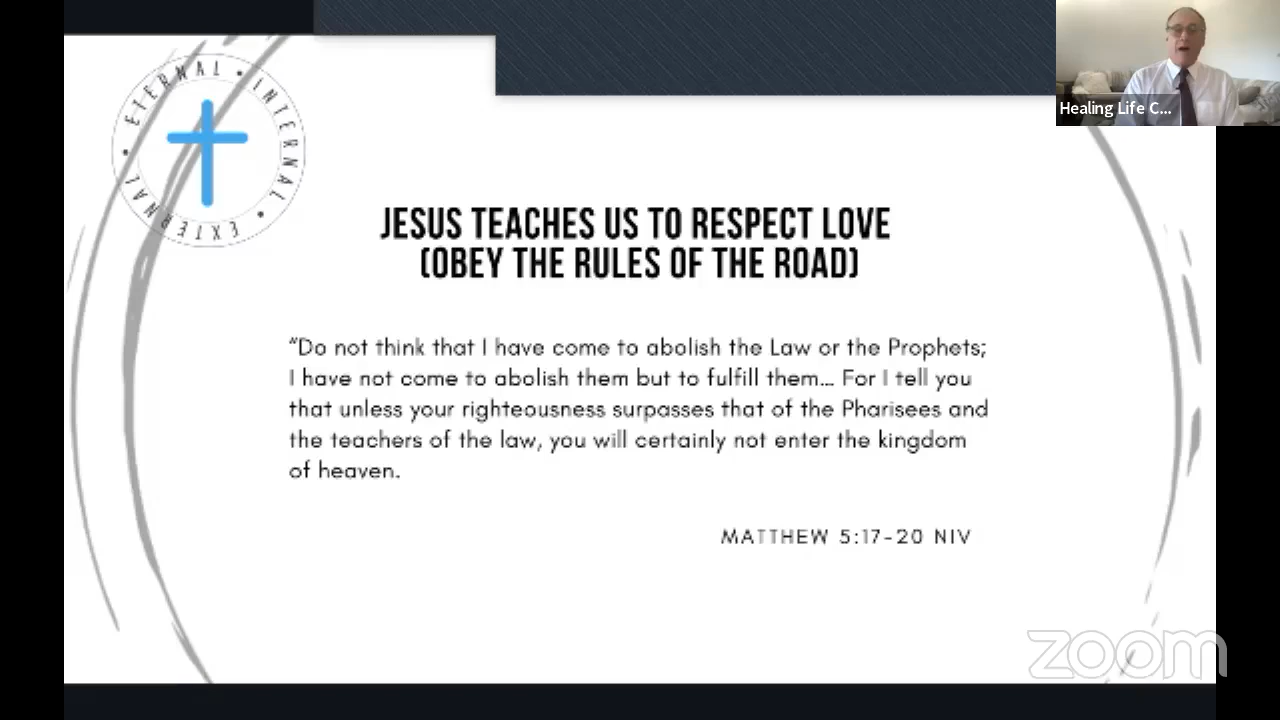 ETERNAL • INTERNAL • EXTERNAL •
Healing Life C...
JESUS TEACHES US TO RESPECT LOVE
(OBEY THE RULES OF THE ROAD)
“Do not think that I have come to abolish the Law or the Prophets;
I have not come to abolish them but to fulfill them... For I tell you
that unless your righteousness surpasses that of the Pharisees and
the teachers of the law, you will certainly not enter the kingdom
of heaven.
MATTHEW 5:17-20 NIV
zoom